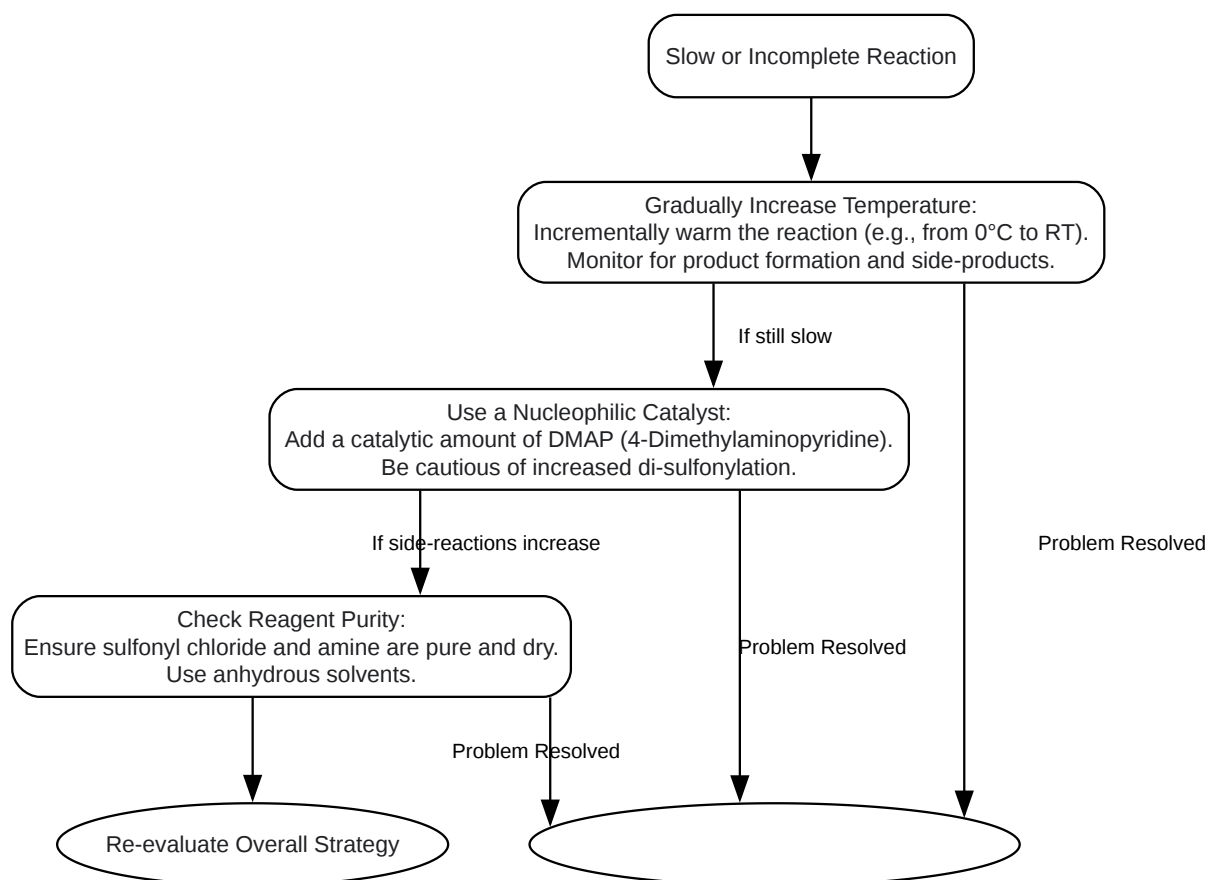 Slow or Incomplete Reaction
Gradually Increase Temperature:
Incrementally warm the reaction (e.g., from 0°C to RT).
Monitor for product formation and side-products.
If still slow
Use a Nucleophilic Catalyst:
Add a catalytic amount of DMAP (4-Dimethylaminopyridine).
Be cautious of increased di-sulfonylation.
If side-reactions increase
Problem Resolved
Check Reagent Purity:
Ensure sulfonyl chloride and amine are pure and dry.
Use anhydrous solvents.
Problem Resolved
Problem Resolved
Re-evaluate Overall Strategy